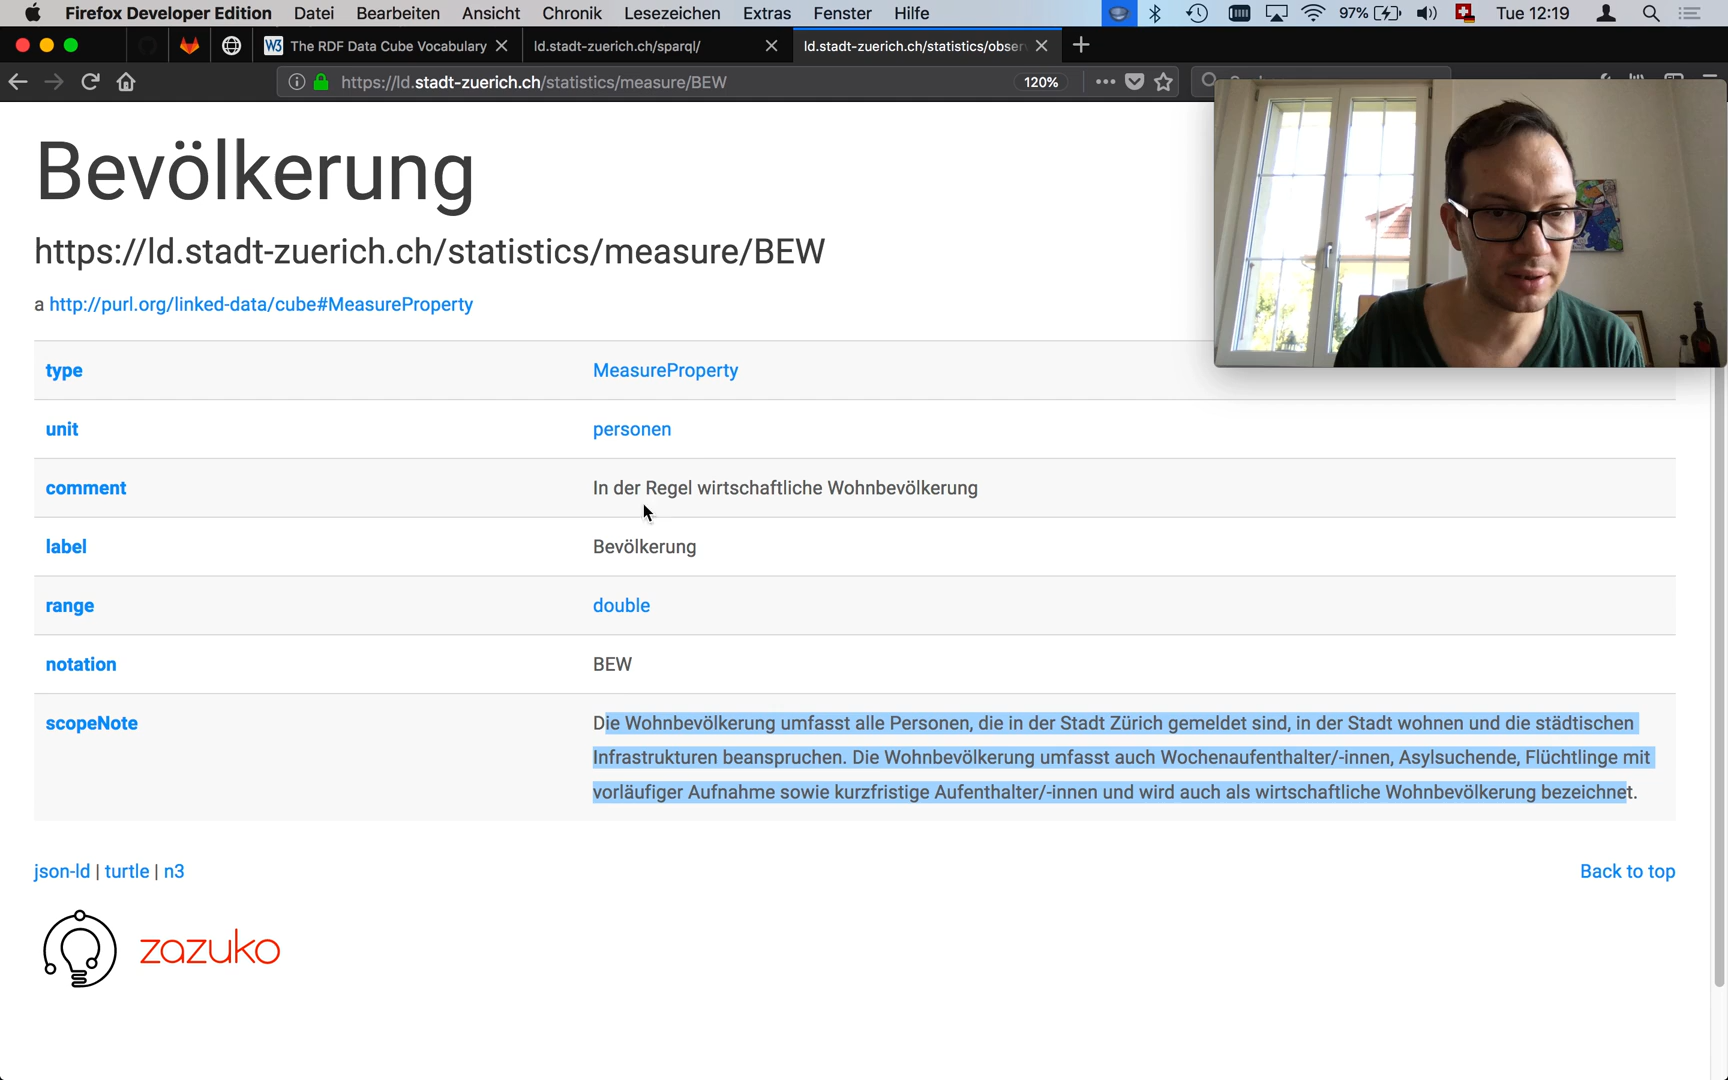 Firefox Developer Edition Datei Bearbeiten Ansicht Chronik Lesezeichen Extras Fenster Hilfe 97% Tue 12:19
W3 The RDF Data Cube Vocabulary ld.stadt-zuerich.ch/sparql/ ld.stadt-zuerich.ch/statistics/obser
https://ld.stadt-zuerich.ch/statistics/measure/BEW 120%
Bevölkerung
https://ld.stadt-zuerich.ch/statistics/measure/BEW
a http://purl.org/linked-data/cube#MeasureProperty
type MeasureProperty
unit personen
comment In der Regel wirtschaftliche Wohnbevölkerung
label Bevölkerung
range double
notation BEW
scopeNote Die Wohnbevölkerung umfasst alle Personen, die in der Stadt Zürich gemeldet sind, in der Stadt wohnen und die städtischen
Infrastrukturen beanspruchen. Die Wohnbevölkerung umfasst auch Wochenaufenthalter/-innen, Asylsuchende, Flüchtlinge mit
vorläufiger Aufnahme sowie kurzfristige Aufenthalter/-innen und wird auch als wirtschaftliche Wohnbevölkerung bezeichnet.
json-ld | turtle | n3 Back to top
zazuko